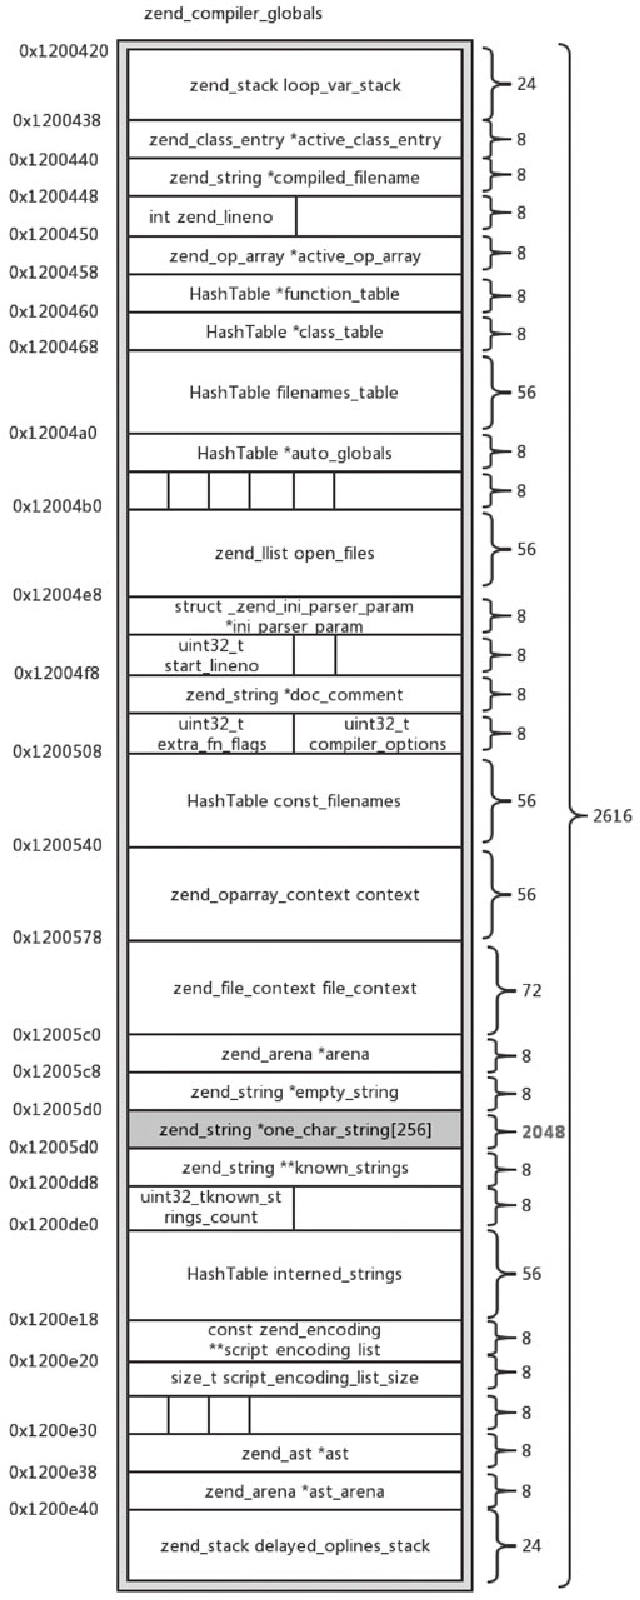 zend_compiler_globals
0x1200420
zend_stack loop_var_stack
24
0x1200438
zend_class_entry *active_class_entry
8
0x1200440
zend_string *compiled_filename
8
0x1200448
int zend_lineno
8
0x1200450
zend_op_array *active_op_array
8
0x1200458
HashTable *function_table
8
0x1200460
HashTable *class_table
8
0x1200468
HashTable filenames_table
56
0x12004a0
HashTable *auto_globals
8
8
0x12004b0
zend_llist open_files
56
0x12004e8
struct _zend_ini_parser_param
*ini_parser_param
8
uint32_t
start_lineno
8
0x12004f8
zend_string *doc_comment
8
uint32_t
extra_fn_flags
uint32_t
compiler_options
8
0x1200508
HashTable const_filenames
56
2616
0x1200540
zend_oparray_context context
56
0x1200578
zend_file_context file_context
72
0x12005c0
zend_arena *arena
8
0x12005c8
zend_string *empty_string
8
0x12005d0
zend_string *one_char_string[256]
2048
0x12005d0
zend_string **known_strings
8
0x1200dd8
uint32_tknown_st
rings_count
8
0x1200de0
HashTable interned_strings
56
0x1200e18
const zend_encoding
**script_encoding_list
8
0x1200e20
size_t script_encoding_list_size
8
8
0x1200e30
zend_ast *ast
8
0x1200e38
zend_arena *ast_arena
8
0x1200e40
zend_stack delayed_oplines_stack
24